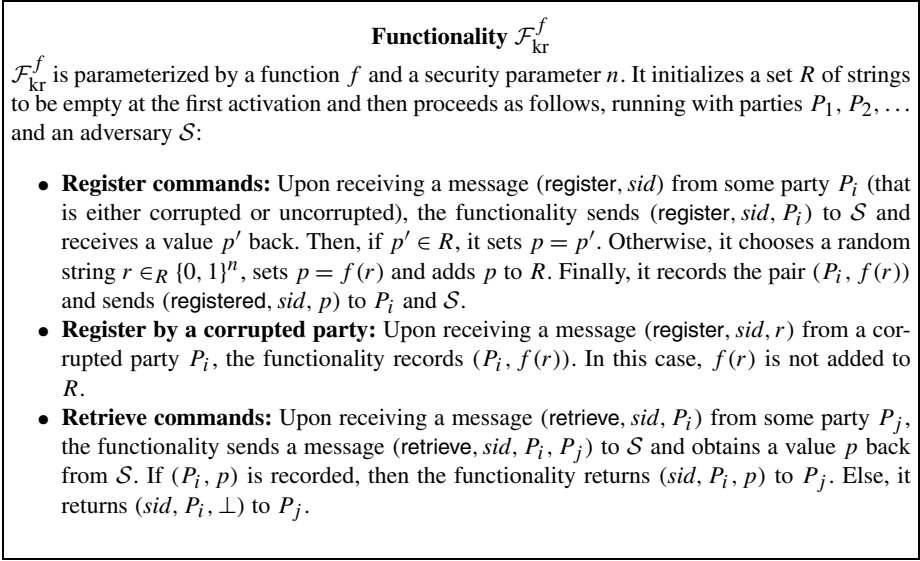 Functionality $\mathcal{F}_{\mathrm{kr}}^{f}$
$\mathcal{F}_{\mathrm{kr}}^{f}$ is parameterized by a function $f$ and a security parameter $n$. It initializes a set $R$ of strings
to be empty at the first activation and then proceeds as follows, running with parties $P_1, P_2, \ldots$
and an adversary $\mathcal{S}$:
• Register commands: Upon receiving a message (register, sid) from some party $P_i$ (that
is either corrupted or uncorrupted), the functionality sends (register, sid, $P_i$) to $\mathcal{S}$ and
receives a value $p'$ back. Then, if $p' \in R$, it sets $p = p'$. Otherwise, it chooses a random
string $r \in_R \{0, 1\}^n$, sets $p = f(r)$ and adds $p$ to $R$. Finally, it records the pair $(P_i, f(r))$
and sends (registered, sid, $p$) to $P_i$ and $\mathcal{S}$.
• Register by a corrupted party: Upon receiving a message (register, sid, $r$) from a cor-
rupted party $P_i$, the functionality records $(P_i, f(r))$. In this case, $f(r)$ is not added to
$R$.
• Retrieve commands: Upon receiving a message (retrieve, sid, $P_i$) from some party $P_j$,
the functionality sends a message (retrieve, sid, $P_i, P_j$) to $\mathcal{S}$ and obtains a value $p$ back
from $\mathcal{S}$. If $(P_i, p)$ is recorded, then the functionality returns (sid, $P_i, p$) to $P_j$. Else, it
returns (sid, $P_i, \bot$) to $P_j$.